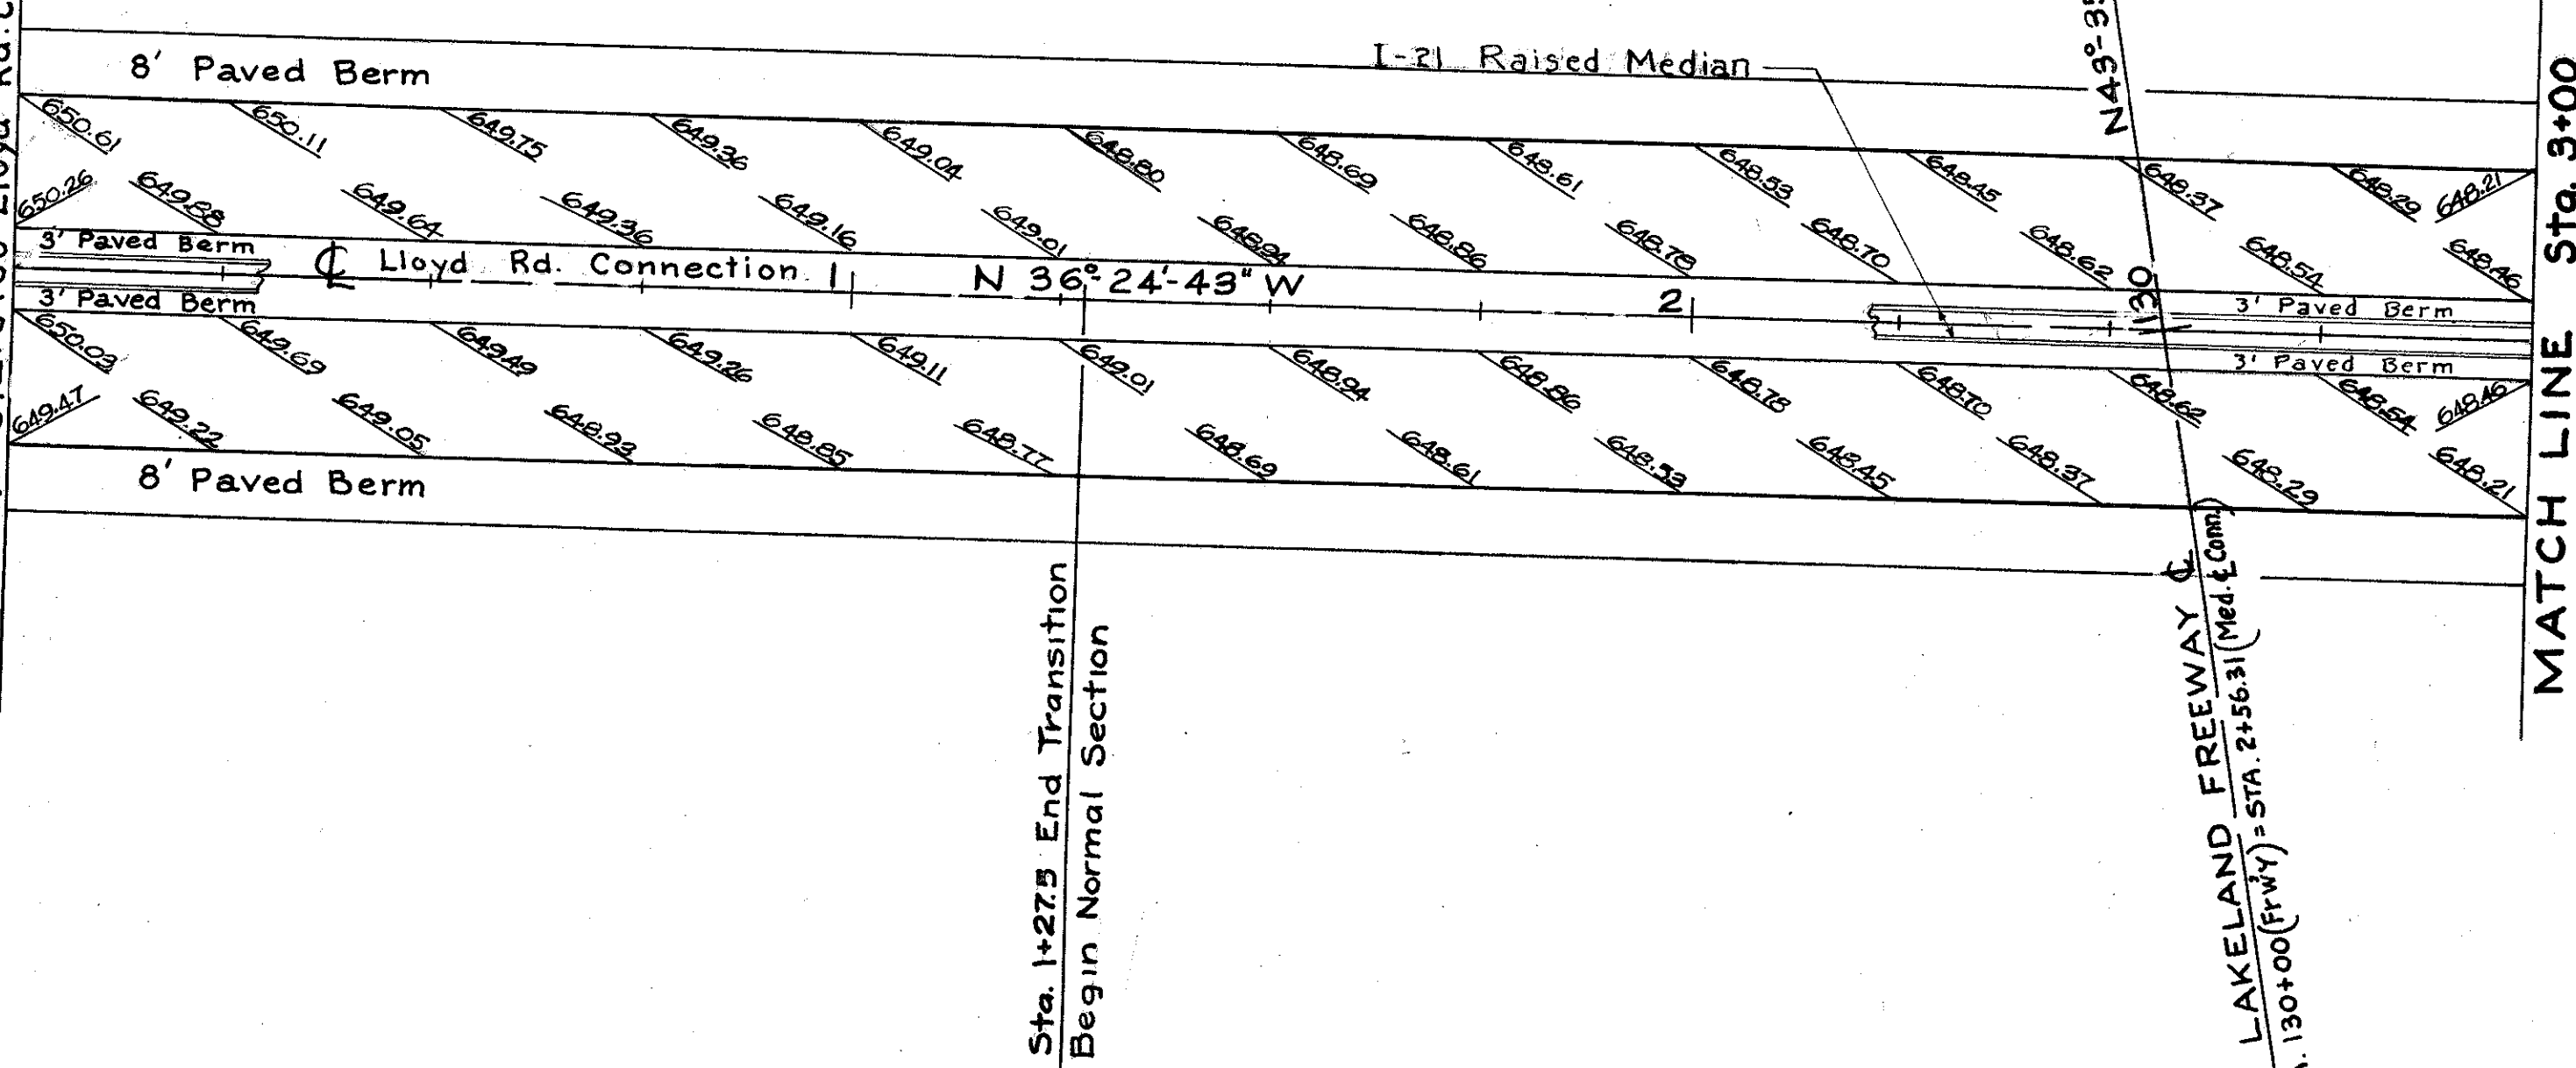 8' Paved Berm
I-21 Raised Median
N43°-3
650.61 650.11 649.75 649.36 649.04 648.80 648.69 648.61 648.53 648.45 648.37 648.29 648.21
650.26 649.88 649.64 649.36 649.16 649.01 648.94 648.86 648.78 648.70 648.62 648.54 648.46
3' Paved Berm
℄ Lloyd Rd. Connection 1 N 36°-24'-43" W 2 1130 3' Paved Berm
3' Paved Berm 3' Paved Berm
650.03 649.69 649.49 649.26 649.11 649.01 648.94 648.86 648.78 648.70 648.62 648.54 648.46
649.47 649.22 649.05 648.93 648.85 648.77 648.69 648.61 648.53 648.45 648.37 648.29 648.21
8' Paved Berm
Sta. 1+27.5 End Transition
Begin Normal Section
LAKELAND FREEWAY ℄
130+00(Frw'y)=STA. 2+56.31(Med.℄Conn.)
MATCH LINE Sta. 3+00